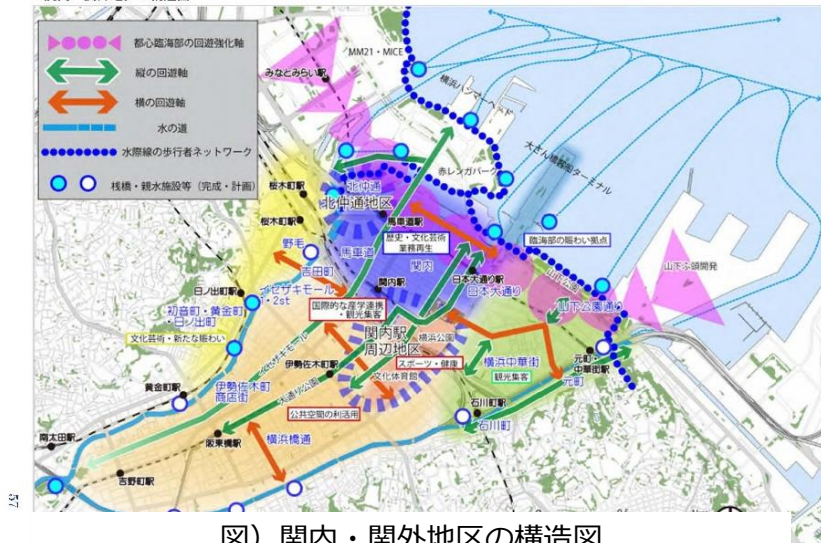 都心臨海部の回遊強化軸
縦の回遊軸
横の回遊軸
水の道
水際線の歩行者ネットワーク
桟橋・親水施設等（完成・計画）
MM21・MICE
みなとみらい駅
横浜ハンマーヘッド
大さん橋客船ターミナル
赤レンガパーク
桜木町駅
北仲通
北仲通地区
馬車道駅
桜木町駅
歴史・文化芸術
業務再生
臨海部の賑わい拠点
野毛
馬車道
関内
山下ふ頭開発
吉田町
関内駅
日本大通り駅
日本大通り
山下公園
日ノ出町駅
イセザキモール
1・2st
山下公園通り
初音町・黄金町
・日ノ出町
国際的な産学連携
・観光集客
関内駅
周辺地区
横浜公園
文化芸術・新たな賑わい
イセザキモール
横浜中華街
元町・
中華街駅
伊勢佐木町駅
スポーツ・健康
文化体育館
観光集客
元町
黄金町駅
伊勢佐木町
商店街
大通り公園
石川町駅
公共空間の利活用
石川町
南太田駅
阪東橋駅
横浜橋通
吉野町駅
57
図）関内・関外地区の構造図